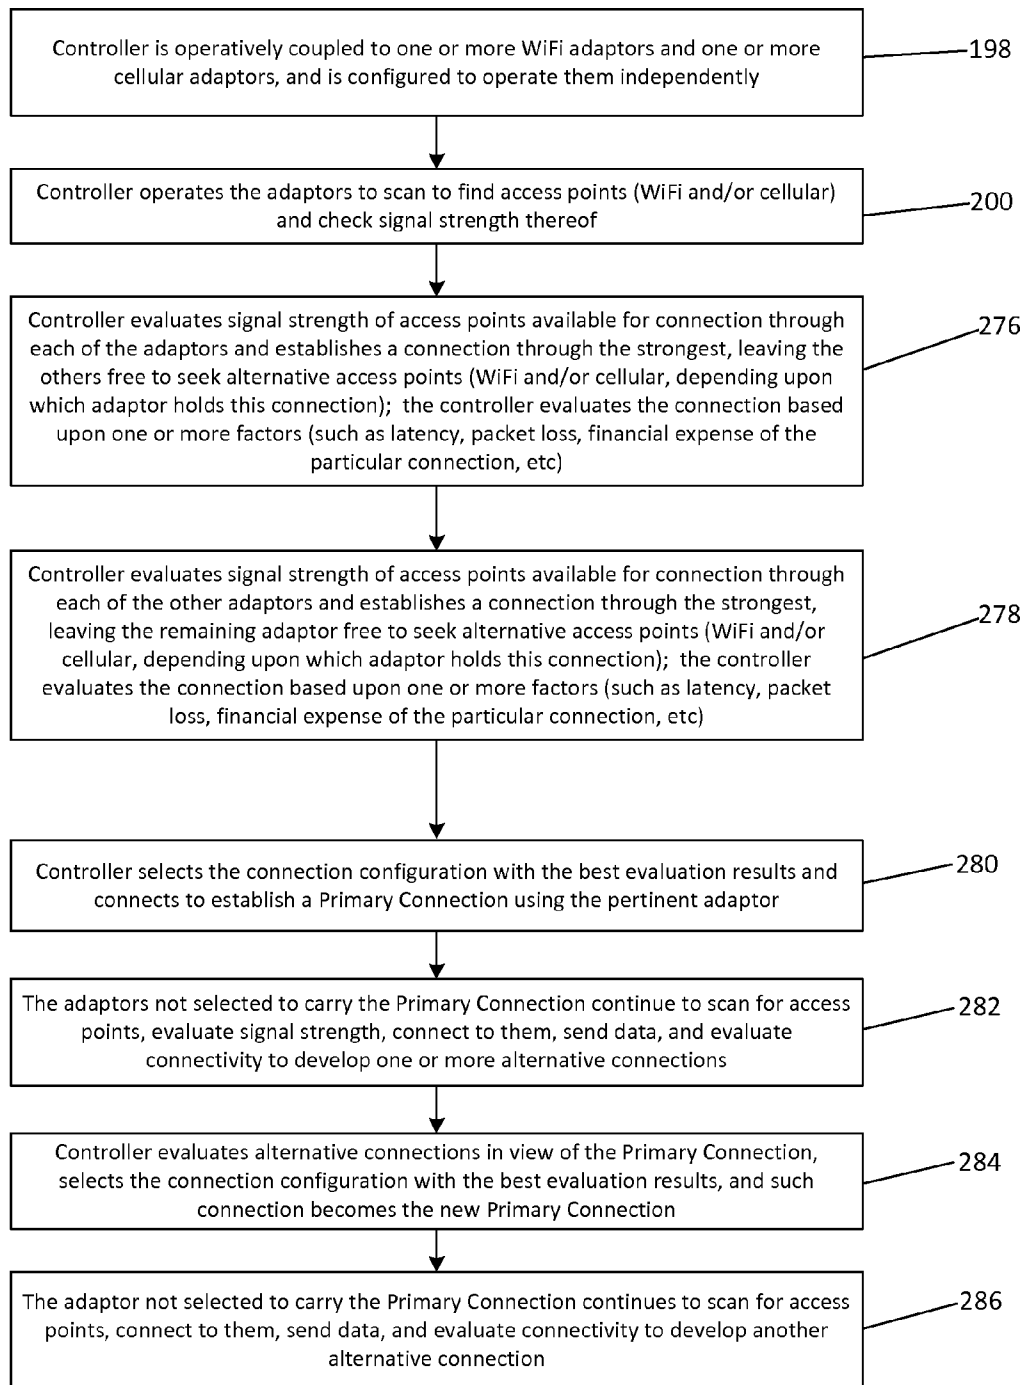 Controller is operatively coupled to one or more WiFi adaptors and one or more
cellular adaptors, and is configured to operate them independently
198
Controller operates the adaptors to scan to find access points (WiFi and/or cellular)
and check signal strength thereof
200
Controller evaluates signal strength of access points available for connection through
each of the adaptors and establishes a connection through the strongest, leaving the
others free to seek alternative access points (WiFi and/or cellular, depending upon
which adaptor holds this connection);  the controller evaluates the connection based
upon one or more factors (such as latency, packet loss, financial expense of the
particular connection, etc)
276
Controller evaluates signal strength of access points available for connection through
each of the other adaptors and establishes a connection through the strongest,
leaving the remaining adaptor free to seek alternative access points (WiFi and/or
cellular, depending upon which adaptor holds this connection);  the controller
evaluates the connection based upon one or more factors (such as latency, packet
loss, financial expense of the particular connection, etc)
278
Controller selects the connection configuration with the best evaluation results and
connects to establish a Primary Connection using the pertinent adaptor
280
The adaptors not selected to carry the Primary Connection continue to scan for access
points, evaluate signal strength, connect to them, send data, and evaluate
connectivity to develop one or more alternative connections
282
Controller evaluates alternative connections in view of the Primary Connection,
selects the connection configuration with the best evaluation results, and such
connection becomes the new Primary Connection
284
The adaptor not selected to carry the Primary Connection continues to scan for access
points, connect to them, send data, and evaluate connectivity to develop another
alternative connection
286